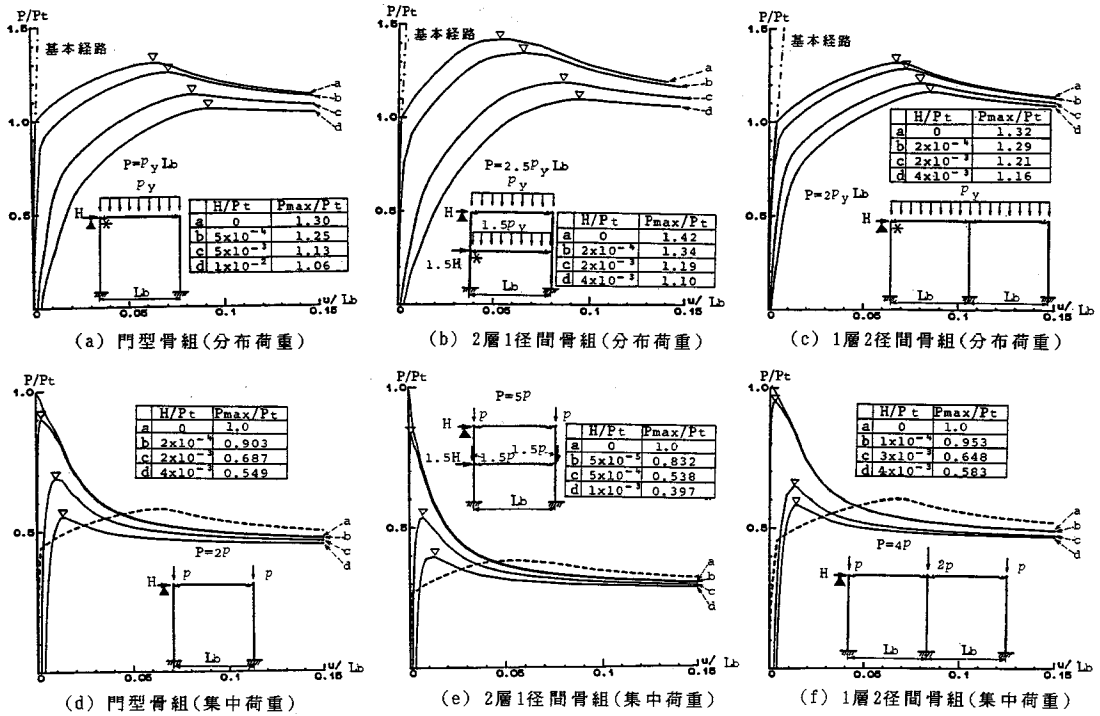 P/Pt
1.5
1.0
0.5
0
0.05
0.1
0.15
u/Lb
基本経路
a
b
c
d
P=pyLb
py
H
*
Lb
H/Pt Pmax/Pt
a 0 1.30
b 5x10⁻⁴ 1.25
c 5x10⁻³ 1.13
d 1x10⁻² 1.06
(a) 門型骨組(分布荷重)
P/Pt
1.5
1.0
0.5
0
0.05
0.1
0.15
u/Lb
基本経路
a
b
c
d
P=2.5pyLb
py
H
1.5py
1.5H
*
Lb
H/Pt Pmax/Pt
a 0 1.42
b 2x10⁻⁴ 1.34
c 2x10⁻³ 1.19
d 4x10⁻³ 1.10
(b) 2層1径間骨組(分布荷重)
P/Pt
1.5
1.0
0.5
0
0.05
0.1
0.15
u/Lb
基本経路
a
b
c
d
H/Pt Pmax/Pt
a 0 1.32
b 2x10⁻⁴ 1.29
c 2x10⁻³ 1.21
d 4x10⁻³ 1.16
P=2pyLb
py
H
*
Lb
Lb
(c) 1層2径間骨組(分布荷重)
P/Pt
1.0
0.5
0
0.05
0.1
0.15
u/Lb
H/Pt Pmax/Pt
a 0 1.0
b 2x10⁻⁴ 0.903
c 2x10⁻³ 0.687
d 4x10⁻³ 0.549
a
b
c
d
P=2p
p
p
H
Lb
(d) 門型骨組(集中荷重)
P/Pt
1.0
0.5
0
0.05
0.1
0.15
u/Lb
P=5p
p
p
H
1.5H
1.5p
1.5p
Lb
H/Pt Pmax/Pt
a 0 1.0
b 5x10⁻⁵ 0.832
c 5x10⁻⁴ 0.538
d 1x10⁻³ 0.397
a
b
c
d
(e) 2層1径間骨組(集中荷重)
P/Pt
1.0
0.5
0
0.05
0.1
0.15
u/Lb
H/Pt Pmax/Pt
a 0 1.0
b 1x10⁻⁴ 0.953
c 3x10⁻³ 0.648
d 4x10⁻³ 0.583
a
b
c
d
P=4p
p
2p
p
H
Lb
Lb
(f) 1層2径間骨組(集中荷重)